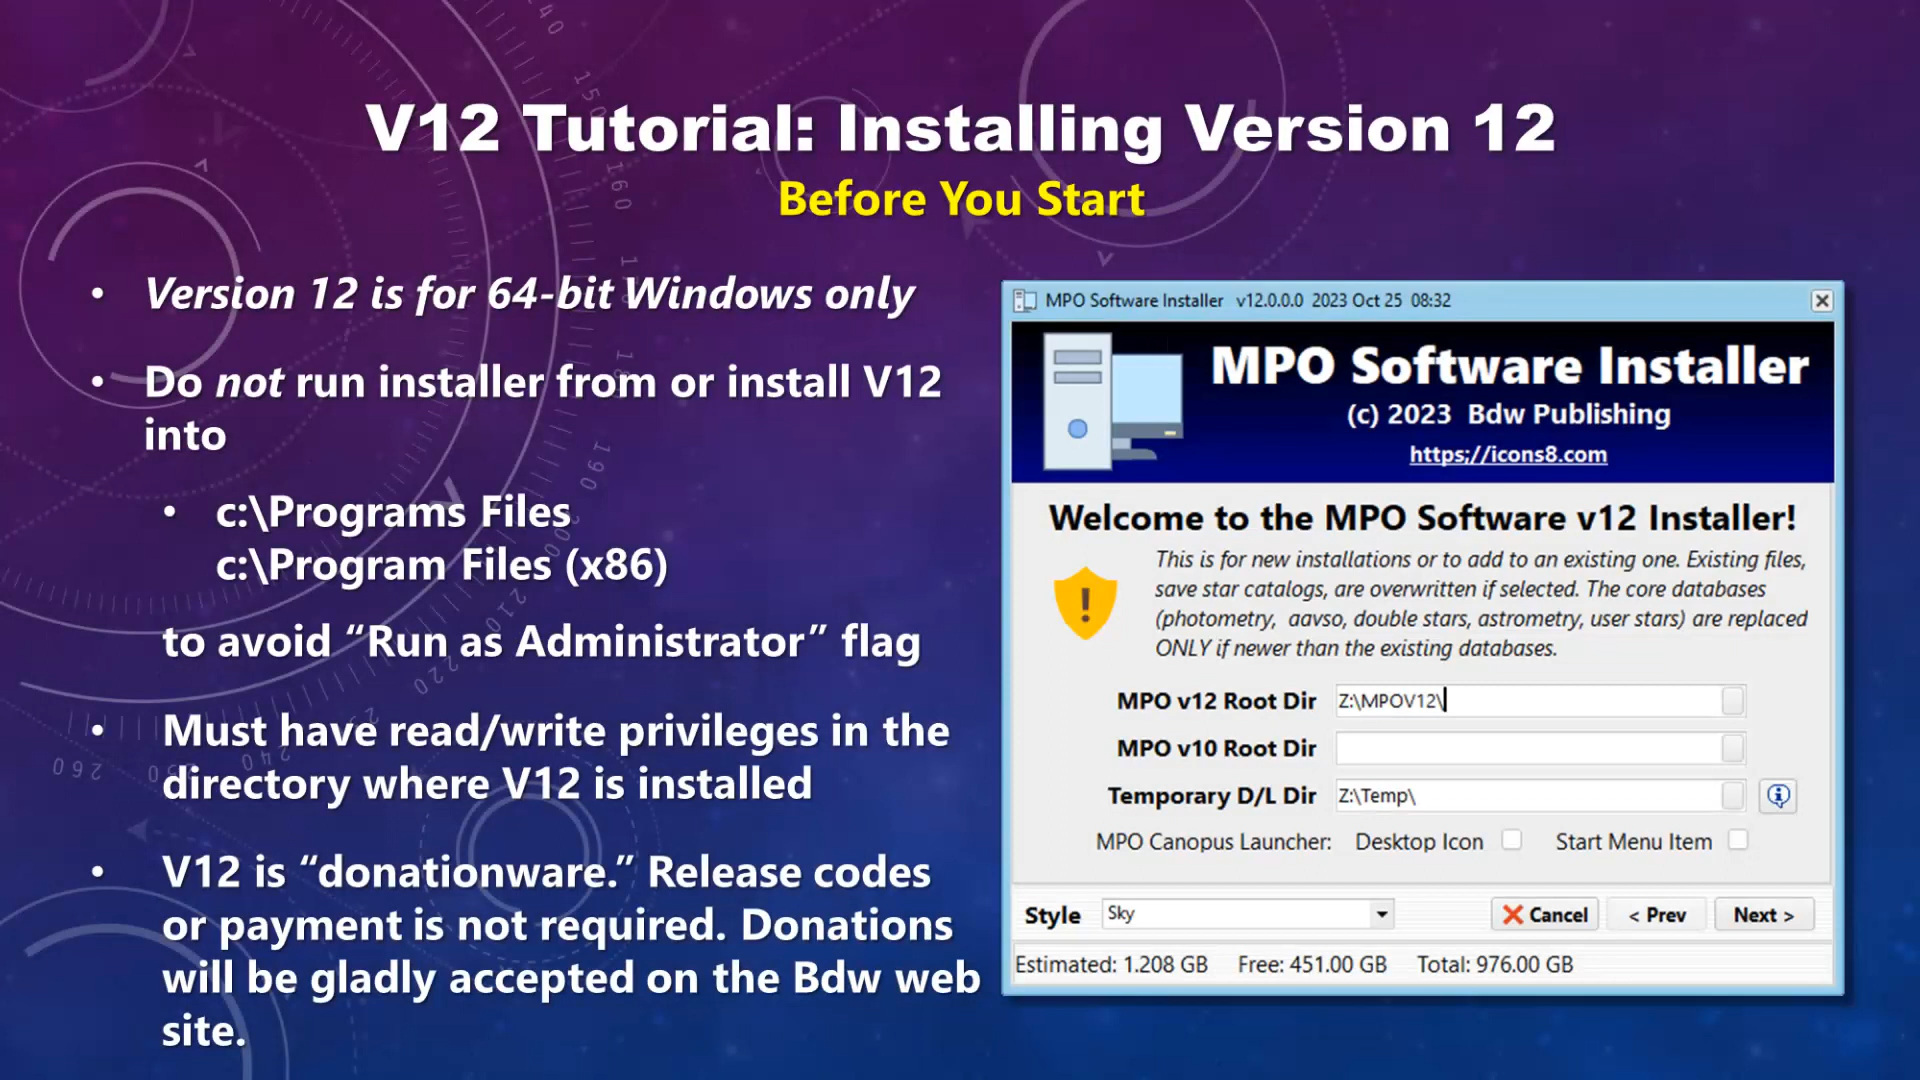 V12 Tutorial: Installing Version 12
Before You Start
• Version 12 is for 64-bit Windows only
• Do not run installer from or install V12
into
• c:\Programs Files
c:\Program Files (x86)
to avoid “Run as Administrator” flag
• Must have read/write privileges in the
directory where V12 is installed
• V12 is “donationware.” Release codes
or payment is not required. Donations
will be gladly accepted on the Bdw web
site.
MPO Software Installer v12.0.0.0 2023 Oct 25 08:32
MPO Software Installer
(c) 2023 Bdw Publishing
https;//icons8.com
Welcome to the MPO Software v12 Installer!
This is for new installations or to add to an existing one. Existing files,
save star catalogs, are overwritten if selected. The core databases
(photometry, aavso, double stars, astrometry, user stars) are replaced
ONLY if newer than the existing databases.
MPO v12 Root Dir Z:\MPOV12\
MPO v10 Root Dir
Temporary D/L Dir Z:\Temp\
MPO Canopus Launcher: Desktop Icon Start Menu Item
Style Sky Cancel < Prev Next >
Estimated: 1.208 GB Free: 451.00 GB Total: 976.00 GB